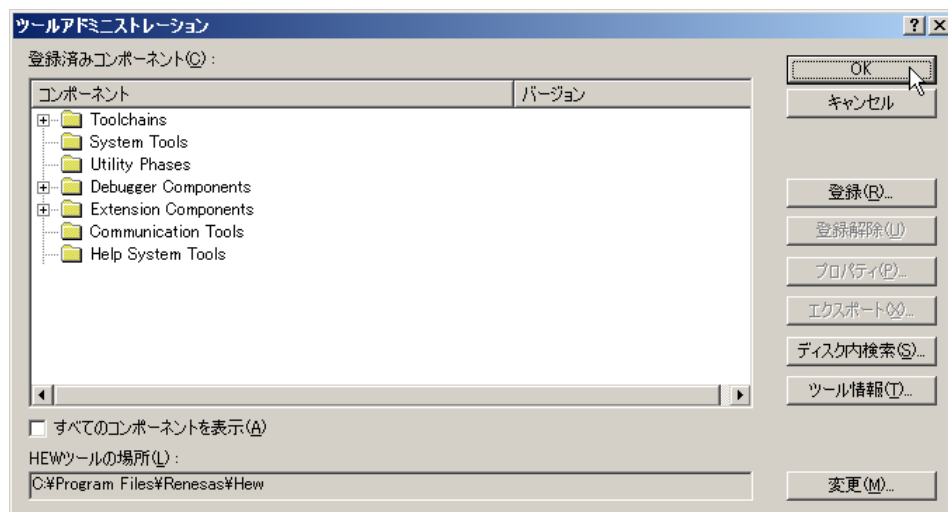 ツールアドミニストレーション
登録済みコンポーネント(C):
コンポーネント バージョン
Toolchains
System Tools
Utility Phases
Debugger Components
Extension Components
Communication Tools
Help System Tools
すべてのコンポーネントを表示(A)
HEWツールの場所(L):
C:¥Program Files¥Renesas¥Hew
OK
キャンセル
登録(R)...
登録解除(U)
プロパティ(P)...
エクスポート(X)...
ディスク内検索(S)...
ツール情報(T)...
変更(M)...